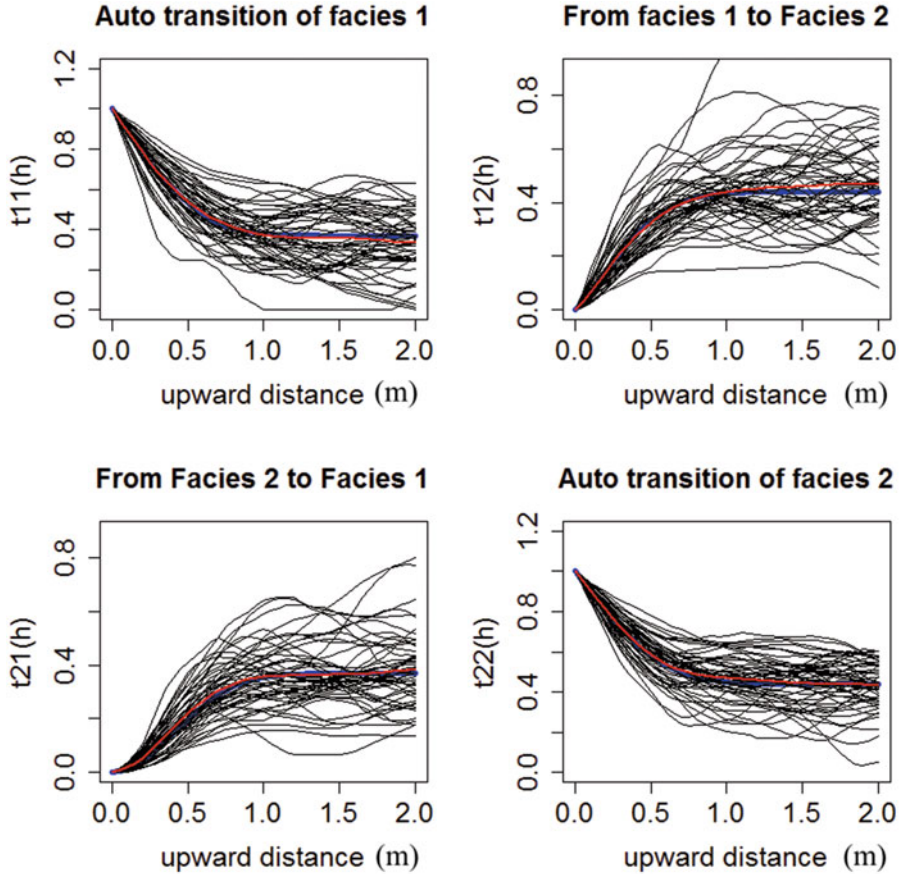 Auto transition of facies 1
t11(h)
1.2
0.8
0.4
0.0
0.0 0.5 1.0 1.5 2.0
upward distance (m)
From facies 1 to Facies 2
t12(h)
0.8
0.4
0.0
0.0 0.5 1.0 1.5 2.0
upward distance (m)
From Facies 2 to Facies 1
t21(h)
0.8
0.4
0.0
0.0 0.5 1.0 1.5 2.0
upward distance (m)
Auto transition of facies 2
t22(h)
1.2
0.8
0.4
0.0
0.0 0.5 1.0 1.5 2.0
upward distance (m)